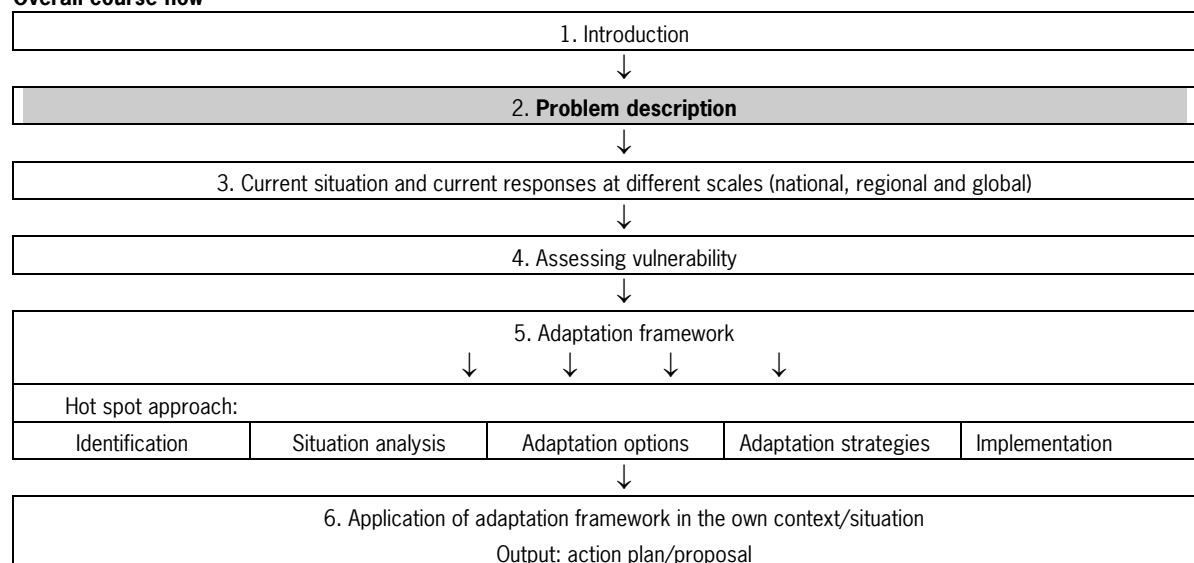 Overall course flow
1. Introduction
↓
2. Problem description
↓
3. Current situation and current responses at different scales (national, regional and global)
↓
4. Assessing vulnerability
↓
5. Adaptation framework
↓ ↓ ↓ ↓
Hot spot approach:
Identification Situation analysis Adaptation options Adaptation strategies Implementation
↓
6. Application of adaptation framework in the own context/situation
Output: action plan/proposal